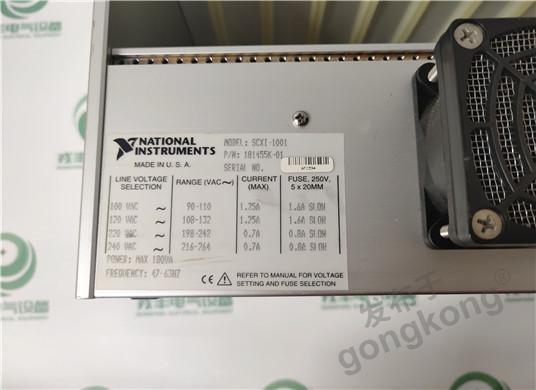 NATIONAL
INSTRUMENTS
MADE IN U. S. A.
MODEL: SCXI-1001
P/N: 181455K-01
SERIAL NO.
LINE VOLTAGE SELECTION RANGE (VAC~) CURRENT (MAX) FUSE, 250V, 5 x 20MM
100 VAC ~ 90-110 1.25A 1.6A SLOW
120 VAC ~ 108-132 1.25A 1.6A SLOW
220 VAC ~ 198-242 0.7A 0.8A SLOW
240 VAC ~ 216-264 0.7A 0.8A SLOW
POWER: MAX 180VA
FREQUENCY: 47-63HZ
CE REFER TO MANUAL FOR VOLTAGE
SETTING AND FUSE SELECTION
发布于
gongkong®